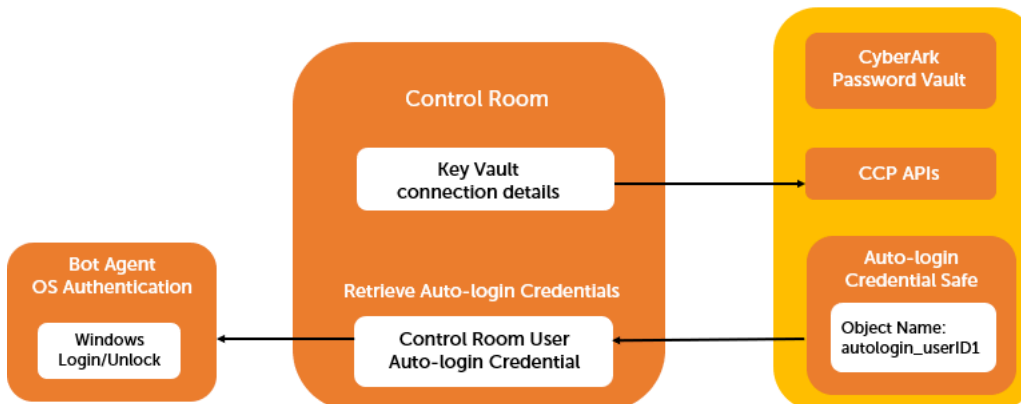 Control Room
Key Vault
connection details
Retrieve Auto-login Credentials
Control Room User
Auto-login Credential
Bot Agent
OS Authentication
Windows
Login/Unlock
CyberArk
Password Vault
CCP APIs
Auto-login
Credential Safe
Object Name:
autologin_userID1